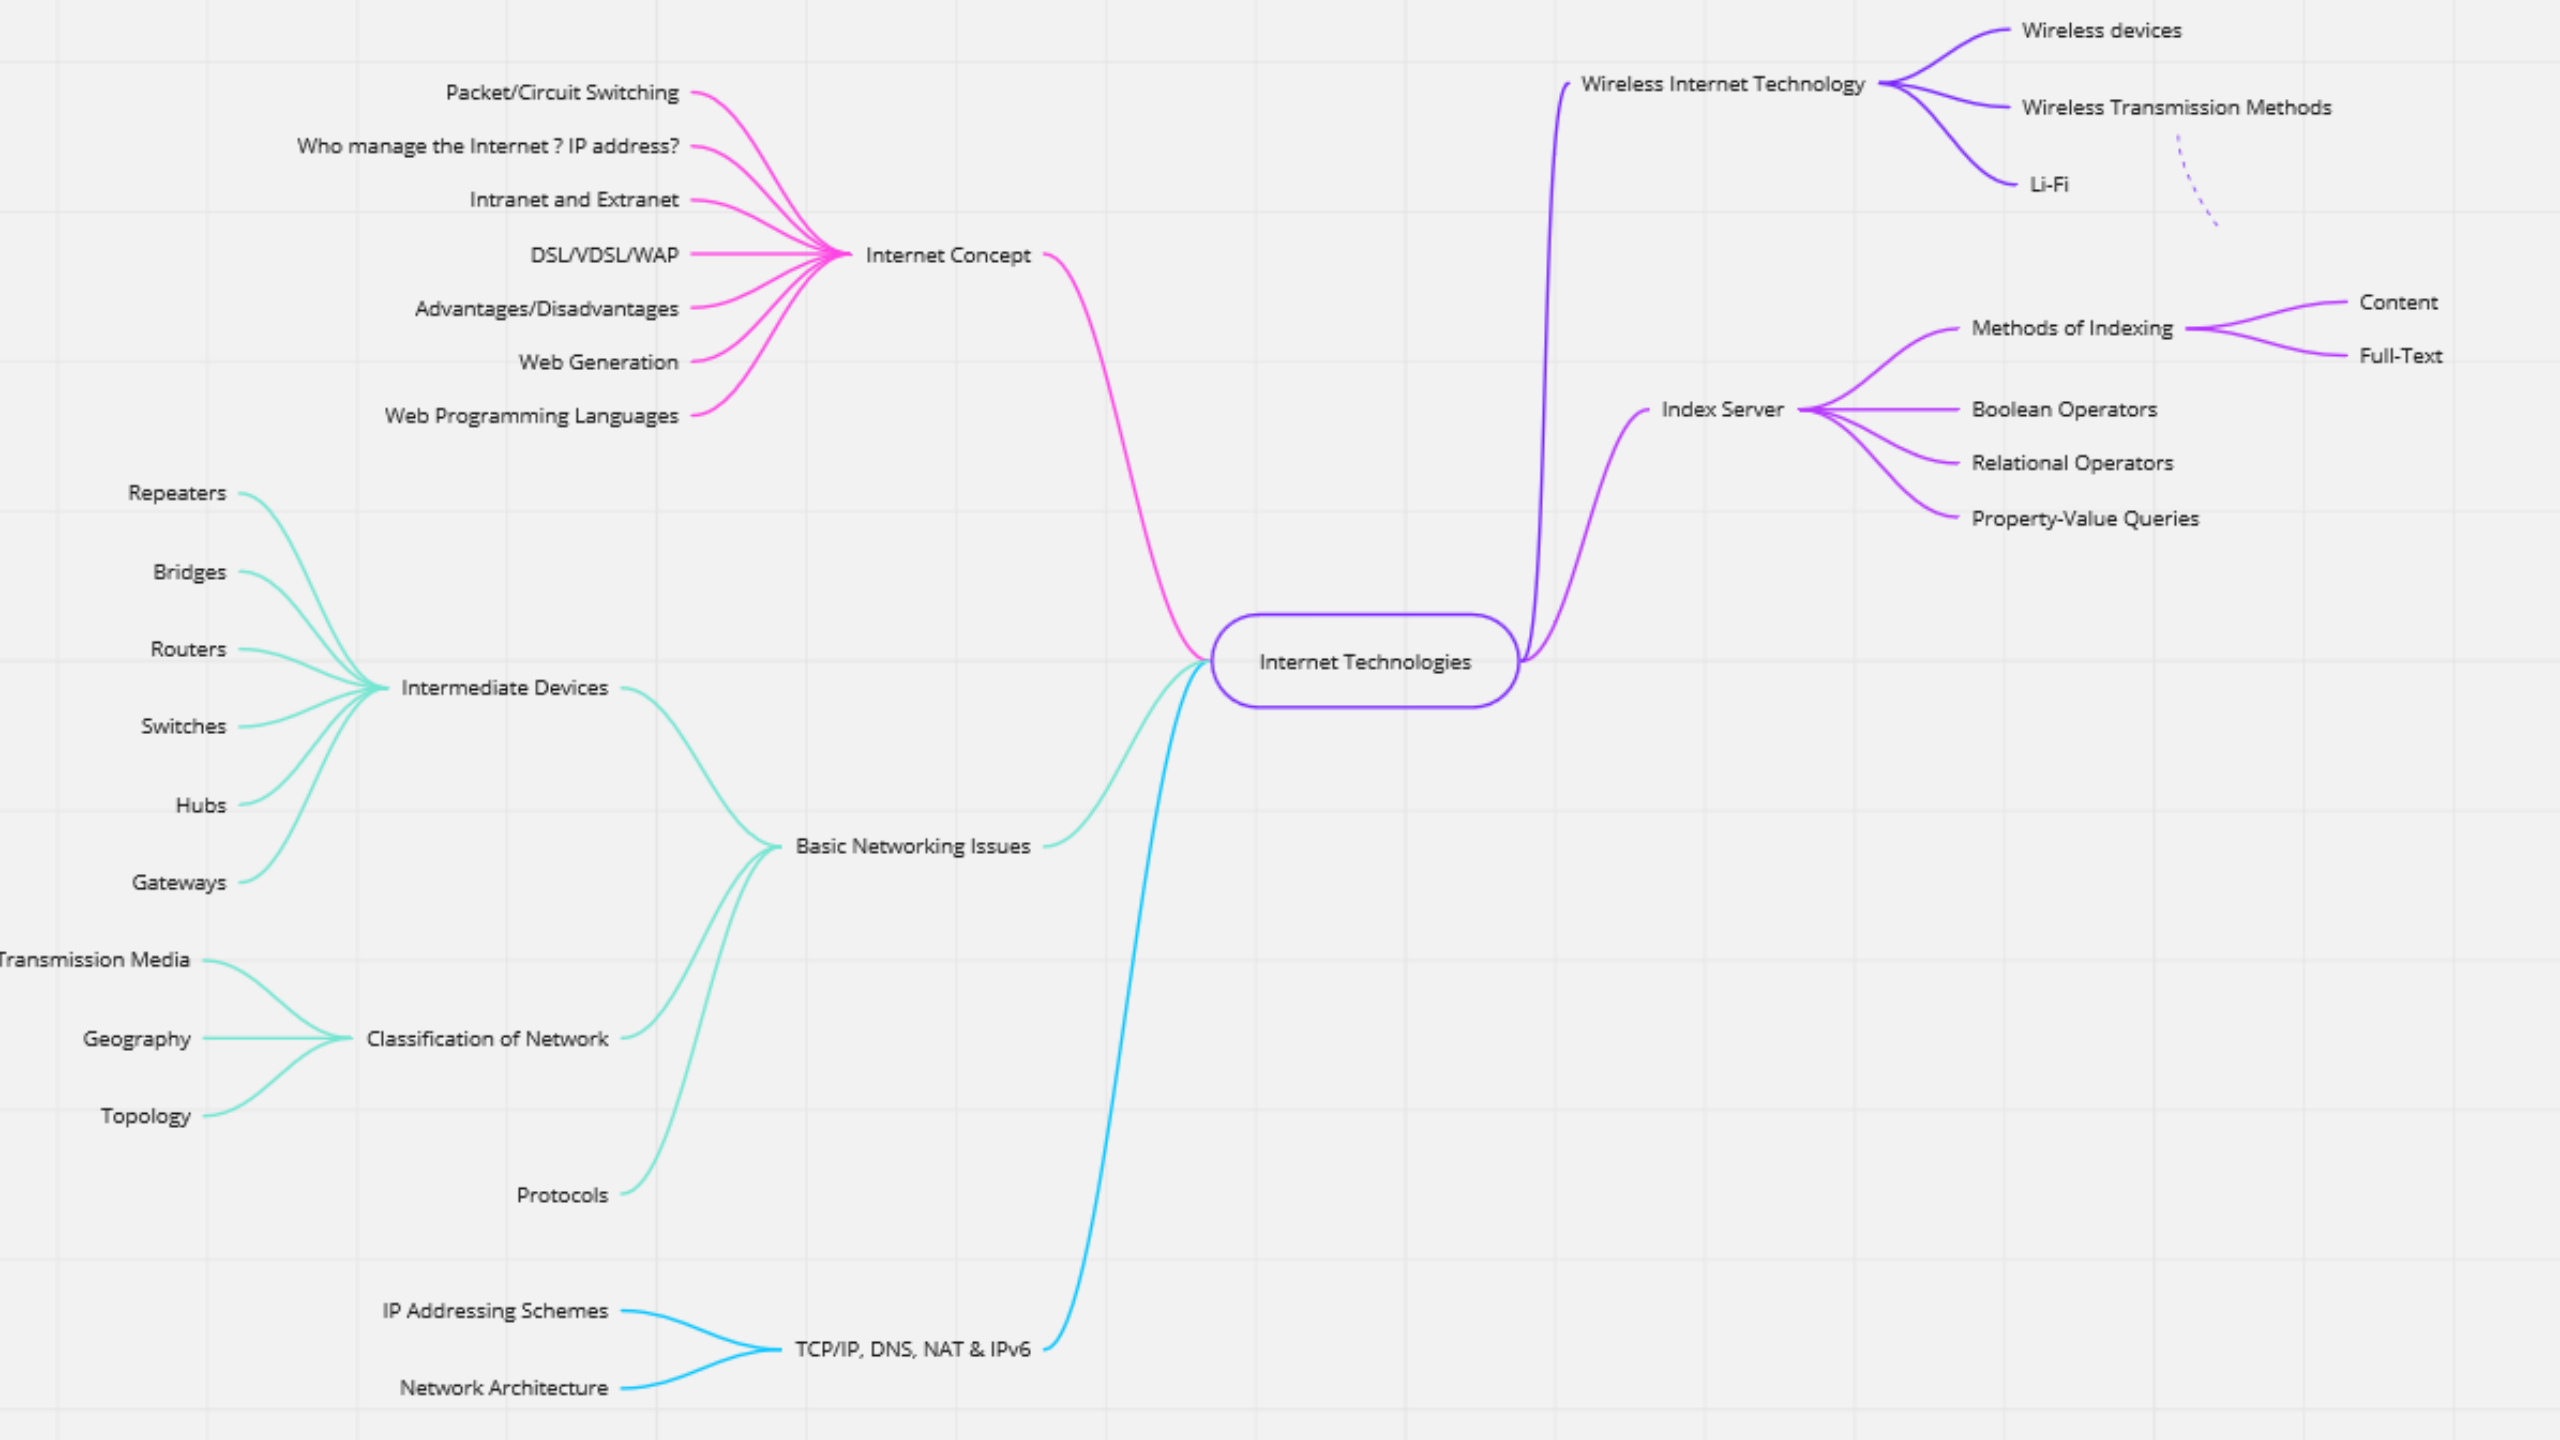 Packet/Circuit Switching
Who manage the Internet ? IP address?
Intranet and Extranet
DSL/VDSL/WAP
Advantages/Disadvantages
Web Generation
Web Programming Languages
Internet Concept
Repeaters
Bridges
Routers
Switches
Hubs
Gateways
Intermediate Devices
Transmission Media
Geography
Topology
Classification of Network
Protocols
Basic Networking Issues
IP Addressing Schemes
Network Architecture
TCP/IP, DNS, NAT & IPv6
Internet Technologies
Wireless Internet Technology
Wireless devices
Wireless Transmission Methods
Li-Fi
Index Server
Methods of Indexing
Content
Full-Text
Boolean Operators
Relational Operators
Property-Value Queries